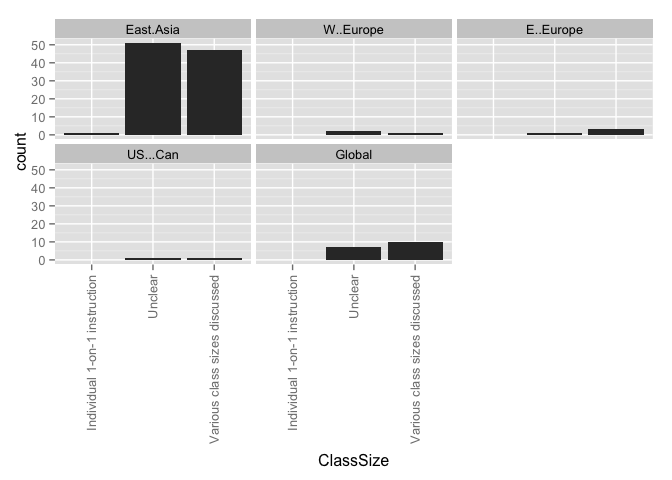 East.Asia
W..Europe
E..Europe
50
40
30
20
10
0
count
US...Can
Global
50
40
30
20
10
0
Individual 1-on-1 instruction
Unclear
Various class sizes discussed
Individual 1-on-1 instruction
Unclear
Various class sizes discussed
ClassSize